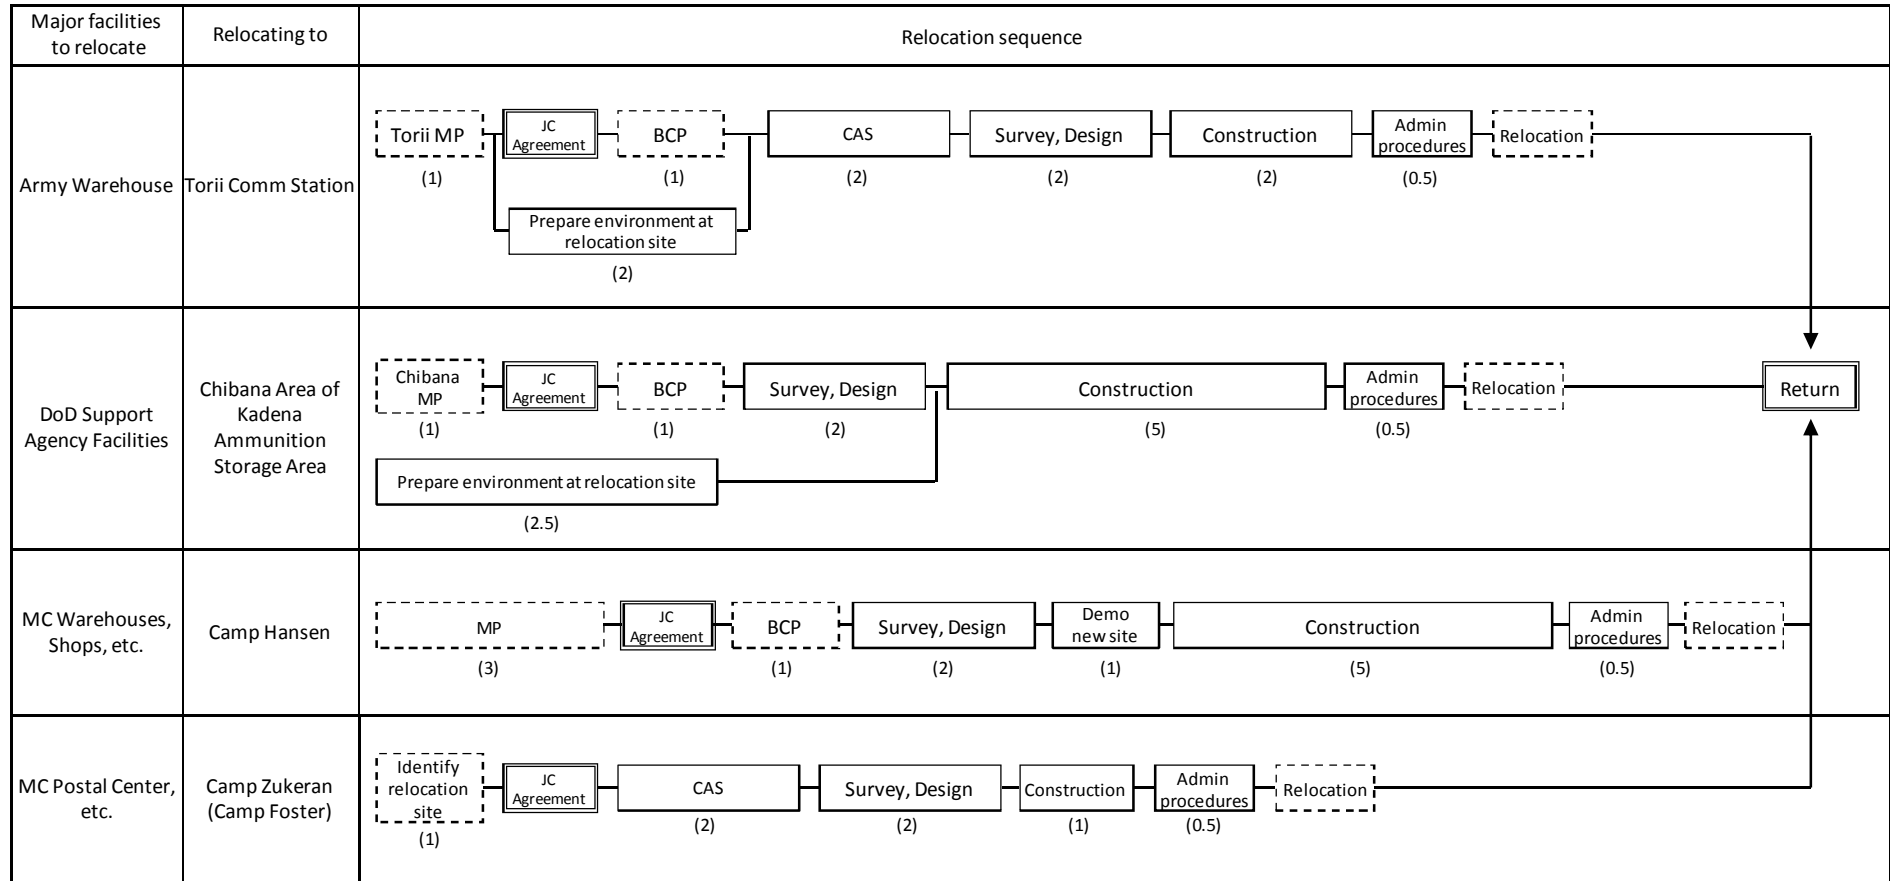 Major facilities
to relocate
Relocating to
Relocation sequence
Army Warehouse
Torii Comm Station
Torii MP
(1)
JC
Agreement
BCP
(1)
CAS
(2)
Survey, Design
(2)
Construction
(2)
Admin
procedures
(0.5)
Relocation
Prepare environment at
relocation site
(2)
DoD Support
Agency Facilities
Chibana Area of
Kadena
Ammunition
Storage Area
Chibana
MP
(1)
JC
Agreement
BCP
(1)
Survey, Design
(2)
Construction
(5)
Admin
procedures
(0.5)
Relocation
Return
Prepare environment at relocation site
(2.5)
MC Warehouses,
Shops, etc.
Camp Hansen
MP
(3)
JC
Agreement
BCP
(1)
Survey, Design
(2)
Demo
new site
(1)
Construction
(5)
Admin
procedures
(0.5)
Relocation
MC Postal Center,
etc.
Camp Zukeran
(Camp Foster)
Identify
relocation
site
(1)
JC
Agreement
CAS
(2)
Survey, Design
(2)
Construction
(1)
Admin
procedures
(0.5)
Relocation